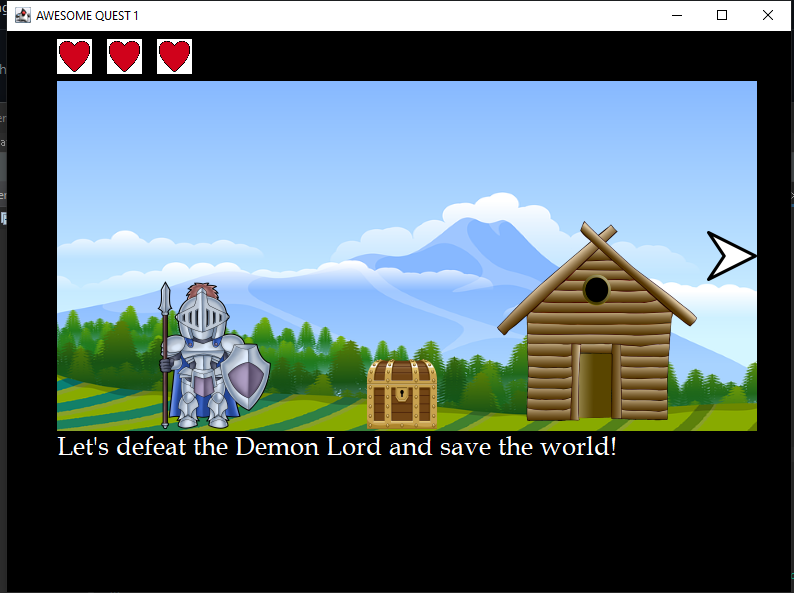 AWESOME QUEST 1
Let's defeat the Demon Lord and save the world!